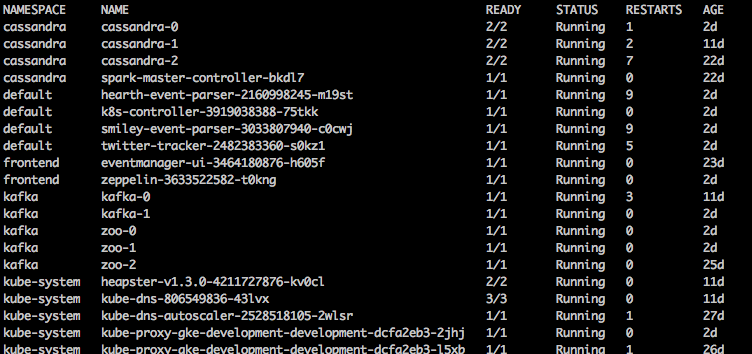 NAMESPACE NAME READY STATUS RESTARTS AGE
cassandra cassandra-0 2/2 Running 1 2d
cassandra cassandra-1 2/2 Running 2 11d
cassandra cassandra-2 2/2 Running 7 22d
cassandra spark-master-controller-bkdl7 1/1 Running 0 22d
default hearth-event-parser-2160998245-m19st 1/1 Running 9 2d
default k8s-controller-3919038388-75tkk 1/1 Running 0 2d
default smiley-event-parser-3033807940-c0cwj 1/1 Running 9 2d
default twitter-tracker-2482383360-s0kz1 1/1 Running 5 2d
frontend eventmanager-ui-3464180876-h605f 1/1 Running 0 23d
frontend zeppelin-3633522582-t0kng 1/1 Running 0 2d
kafka kafka-0 1/1 Running 3 11d
kafka kafka-1 1/1 Running 0 2d
kafka zoo-0 1/1 Running 0 2d
kafka zoo-1 1/1 Running 0 2d
kafka zoo-2 1/1 Running 0 25d
kube-system heapster-v1.3.0-4211727876-kv0cl 2/2 Running 0 11d
kube-system kube-dns-806549836-43lvx 3/3 Running 0 11d
kube-system kube-dns-autoscaler-2528518105-2wlsr 1/1 Running 1 27d
kube-system kube-proxy-gke-development-development-dcfa2eb3-2jhj 1/1 Running 0 2d
kube-system kube-proxy-gke-development-development-dcfa2eb3-l5xb 1/1 Running 1 26d